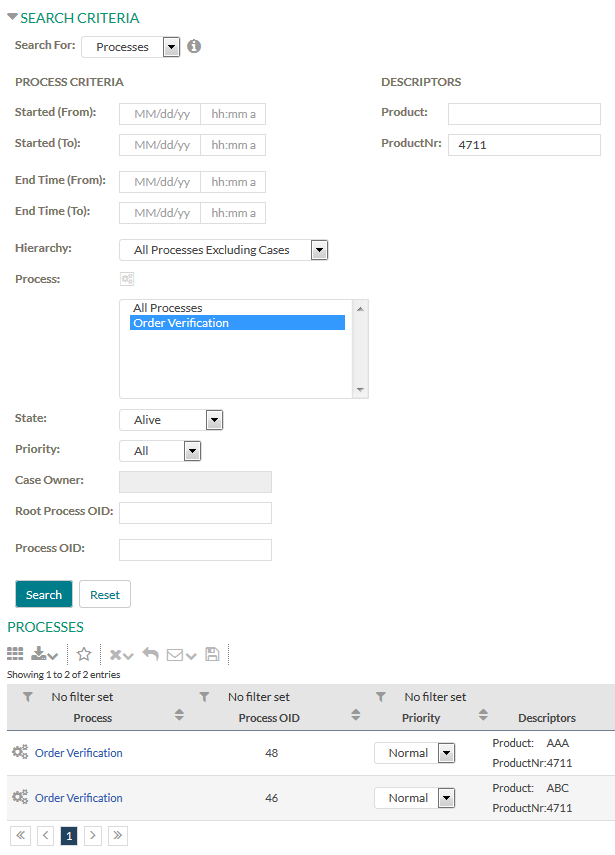 SEARCH CRITERIA
Search For: Processes
PROCESS CRITERIA DESCRIPTORS
Started (From): MM/dd/yy hh:mm a Product:
Started (To): MM/dd/yy hh:mm a ProductNr: 4711
End Time (From): MM/dd/yy hh:mm a
End Time (To): MM/dd/yy hh:mm a
Hierarchy: All Processes Excluding Cases
Process:
All Processes
Order Verification
State: Alive
Priority: All
Case Owner:
Root Process OID:
Process OID:
Search Reset
PROCESSES
Showing 1 to 2 of 2 entries
No filter set No filter set No filter set
Process Process OID Priority Descriptors
Order Verification 48 Normal Product: AAA
ProductNr:4711
Order Verification 46 Normal Product: ABC
ProductNr:4711
1